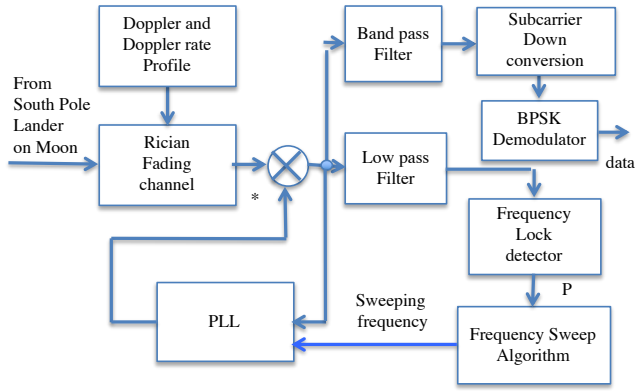 Doppler and
Doppler rate
Profile
Band pass
Filter
Subcarrier
Down
conversion
From
South Pole
Lander
on Moon
Rician
Fading
channel
*
Low pass
Filter
BPSK
Demodulator
data
Frequency
Lock
detector
P
PLL
Sweeping
frequency
Frequency Sweep
Algorithm